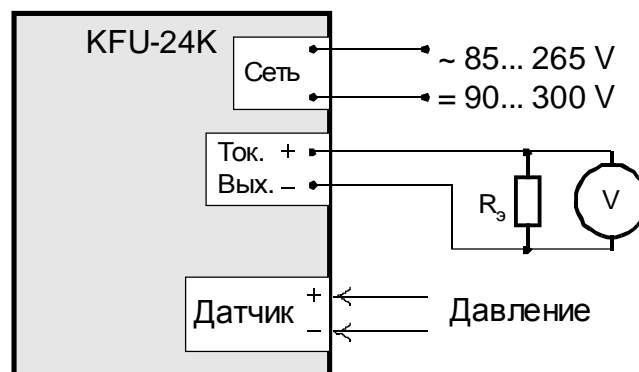 KFU-24K
Сеть
~ 85... 265 V
= 90... 300 V
Ток. +
Вых. –
Rэ
V
Датчик + –
Давление